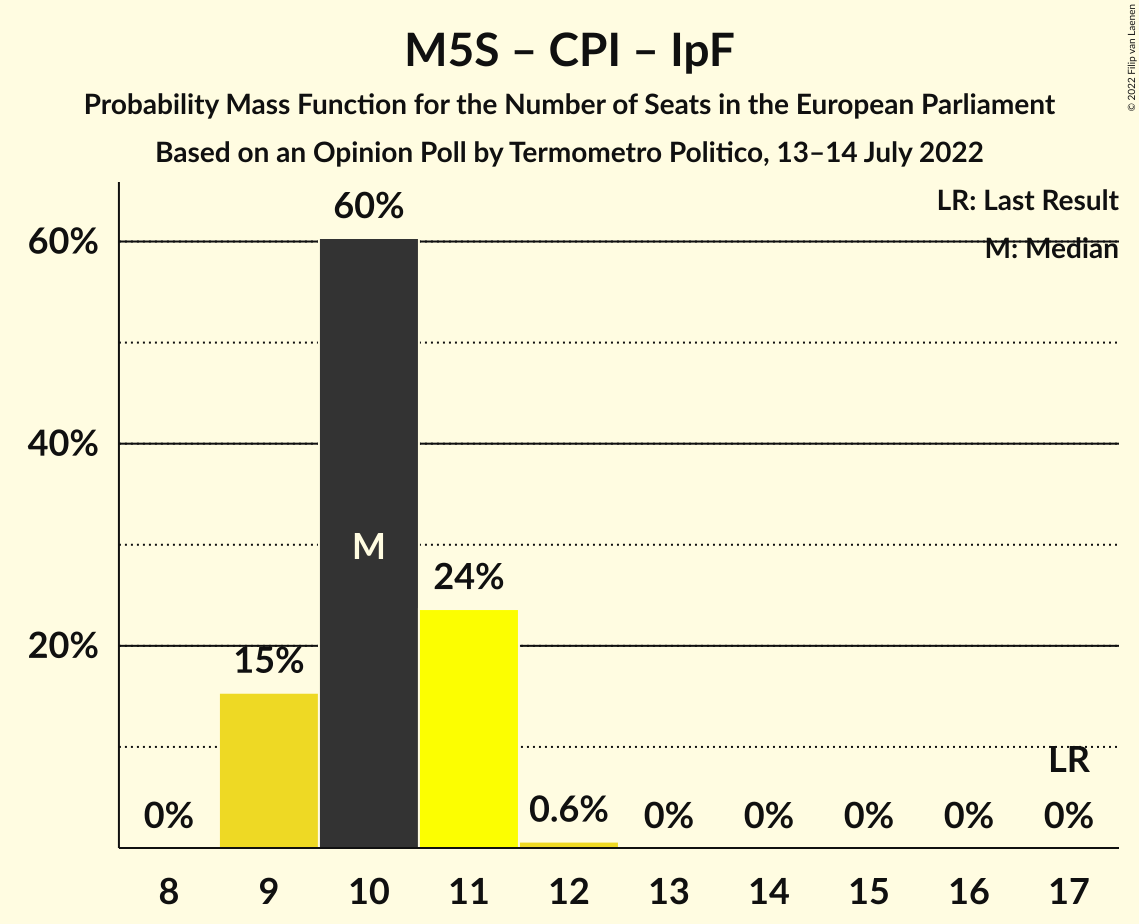 M5S – CPI – IpF
Probability Mass Function for the Number of Seats in the European Parliament
Based on an Opinion Poll by Termometro Politico, 13–14 July 2022
© 2022 Filip van Laenen
LR: Last Result
M: Median
60%
40%
20%
0%
15%
60%
M
24%
0.6%
0%
0%
0%
0%
LR
0%
8 9 10 11 12 13 14 15 16 17